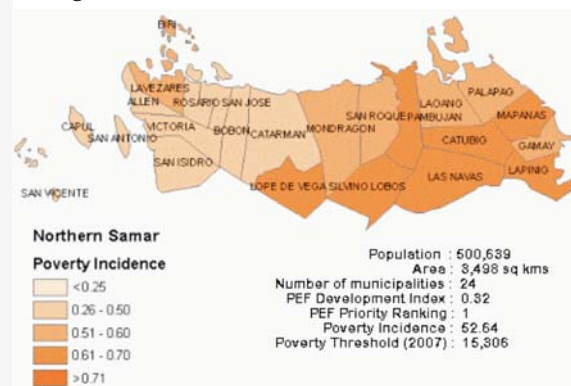 BIRI
LAVEZARES
ALLEN
ROSARIO
SAN JOSE
PALAPAG
LAOANG
SAN ROQUE
PAMBUJAN
MAPANAS
CAPUL
SAN ANTONIO
VICTORIA
BOBON
CATARMAN
MONDRAGON
CATUBIG
GAMAY
SAN ISIDRO
LAPINIG
LAS NAVAS
LOPE DE VEGA
SILVINO LOBOS
SAN VICENTE
Northern Samar
Poverty Incidence
<0.25
0.26 - 0.50
0.51 - 0.60
0.61 - 0.70
>0.71
Population : 500,639
Area : 3,498 sq kms
Number of municipalities : 24
PEF Development Index : 0.32
PEF Priority Ranking : 1
Poverty Incidence : 52.64
Poverty Threshold (2007) : 15,306